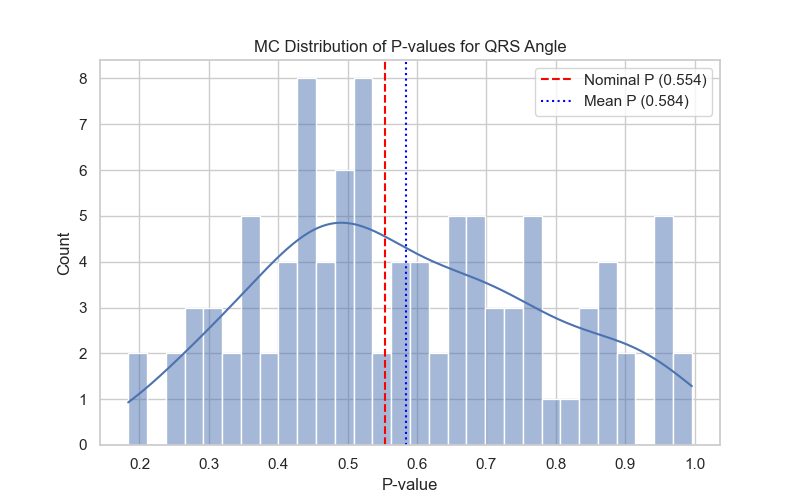 MC Distribution of P-values for QRS Angle
Nominal P (0.554)
Mean P (0.584)
Count
8
7
6
5
4
3
2
1
0
0.2 0.3 0.4 0.5 0.6 0.7 0.8 0.9 1.0
P-value